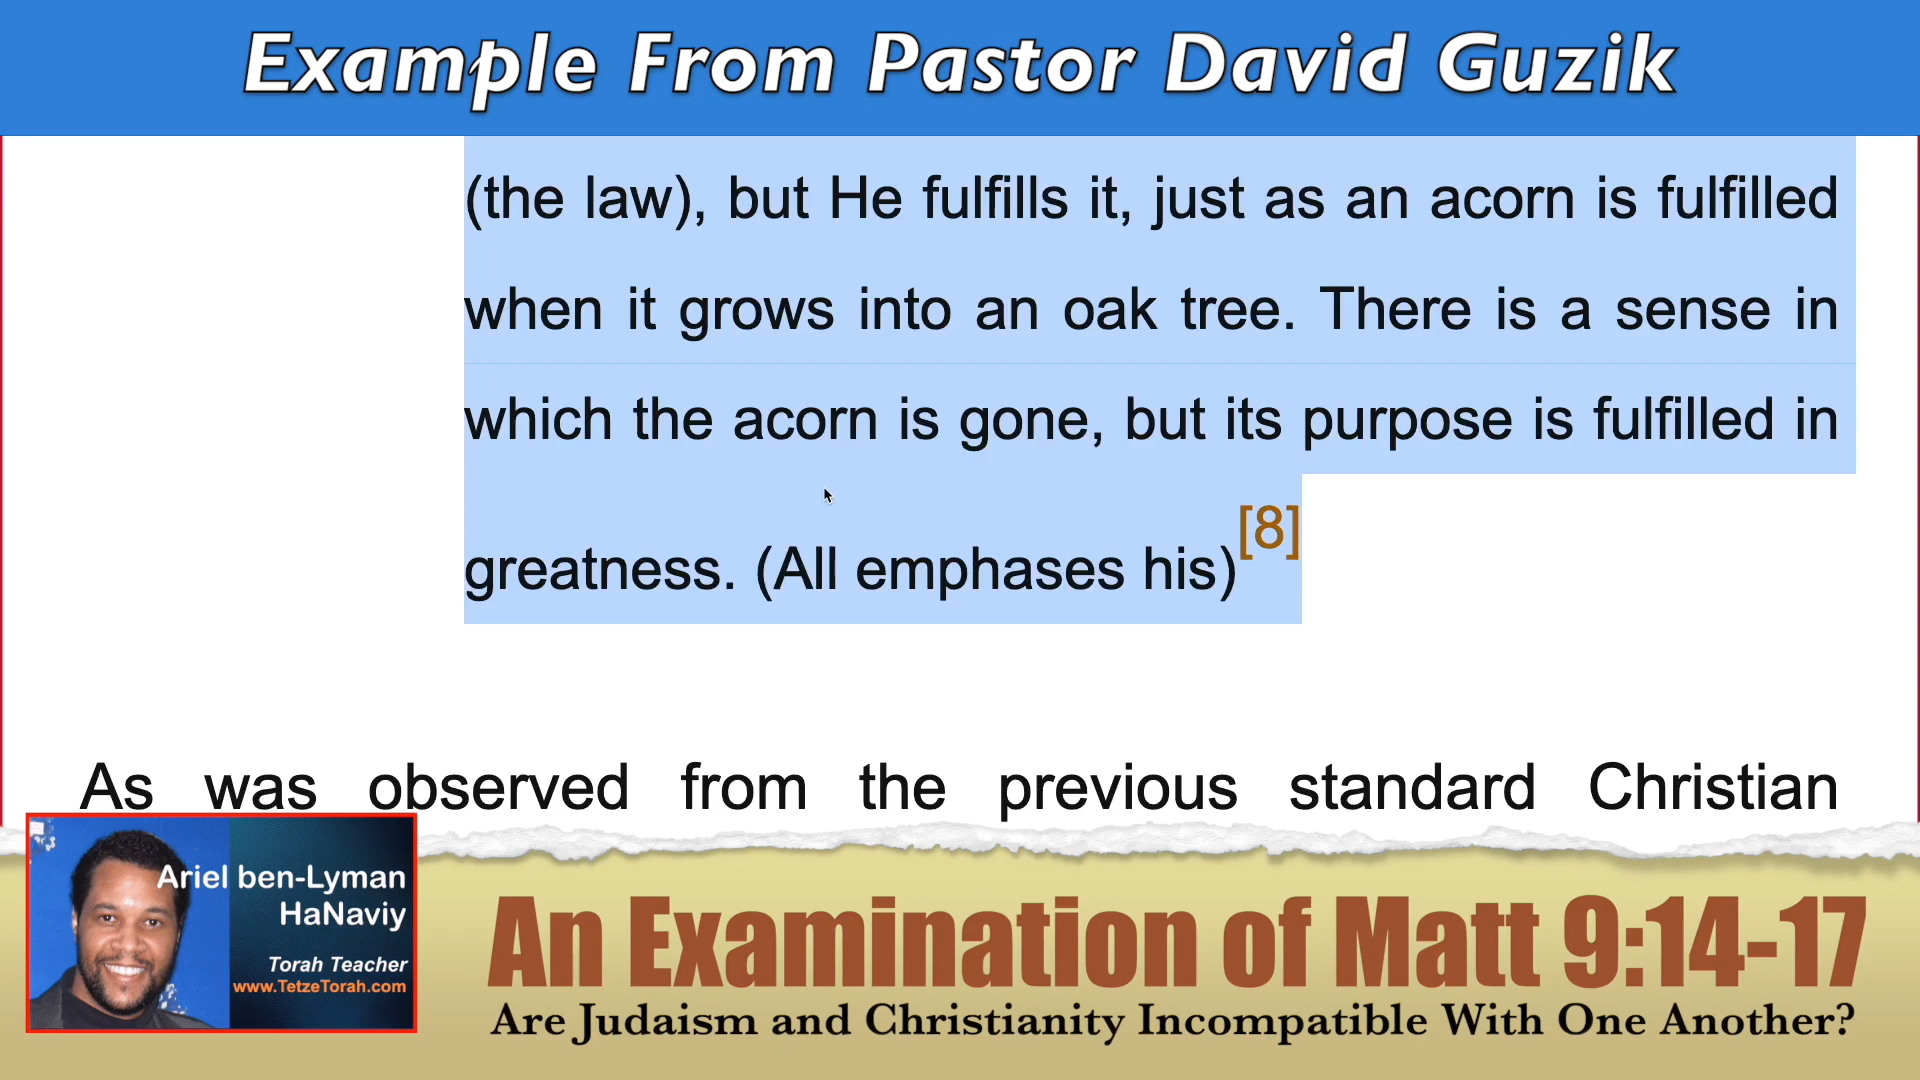 Example From Pastor David Guzik
(the law), but He fulfills it, just as an acorn is fulfilled
when it grows into an oak tree. There is a sense in
which the acorn is gone, but its purpose is fulfilled in
greatness. (All emphases his)[8]
As was observed from the previous standard Christian
Ariel ben-Lyman
HaNaviy
Torah Teacher
www.TetzeTorah.com
An Examination of Matt 9:14-17
Are Judaism and Christianity Incompatible With One Another?